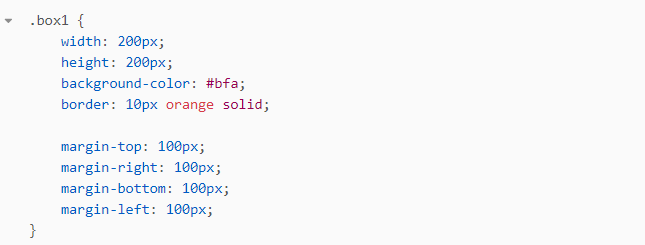 .box1 {
    width: 200px;
    height: 200px;
    background-color: #bfa;
    border: 10px orange solid;

    margin-top: 100px;
    margin-right: 100px;
    margin-bottom: 100px;
    margin-left: 100px;
}